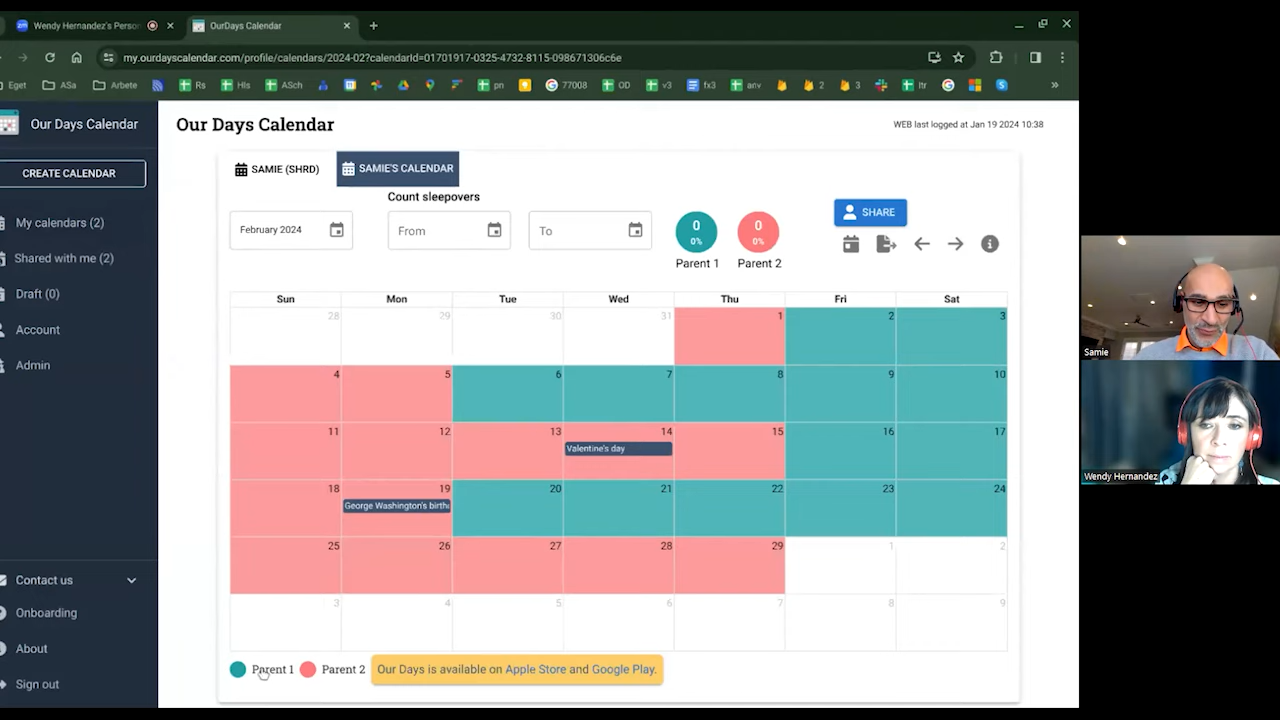 Wendy Hernandez's Person
OurDays Calendar
my.ourdayscalendar.com/profile/calendars/2024-02?calendarId=01701917-0325-4732-8115-098671306c6e
Eget ASa Arbete Rs HIs ASch pn 77008 OD v3 fx3 anv 2 3 ltr
Our Days Calendar
CREATE CALENDAR
My calendars (2)
Shared with me (2)
Draft (0)
Account
Admin
Contact us
Onboarding
About
Sign out
Our Days Calendar
WEB last logged at Jan 19 2024 10:38
SAMIE (SHRD) SAMIE'S CALENDAR
Count sleepovers
February 2024 From To
0 0
0% 0%
Parent 1 Parent 2
SHARE
Sun Mon Tue Wed Thu Fri Sat
28 29 30 31 1 2 3
4 5 6 7 8 9 10
11 12 13 14 15 16 17
Valentine's day
18 19 20 21 22 23 24
George Washington's birth
25 26 27 28 29 1 2
3 4 5 6 7 8 9
Parent 1 Parent 2 Our Days is available on Apple Store and Google Play.
Samie
Wendy Hernandez